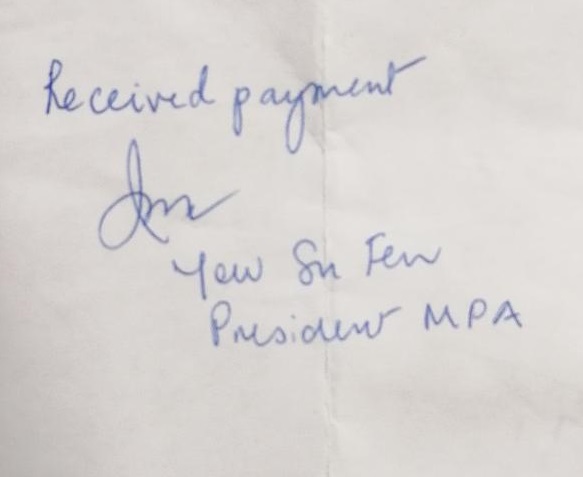 Received payment
Yew Su Fen
President MPA